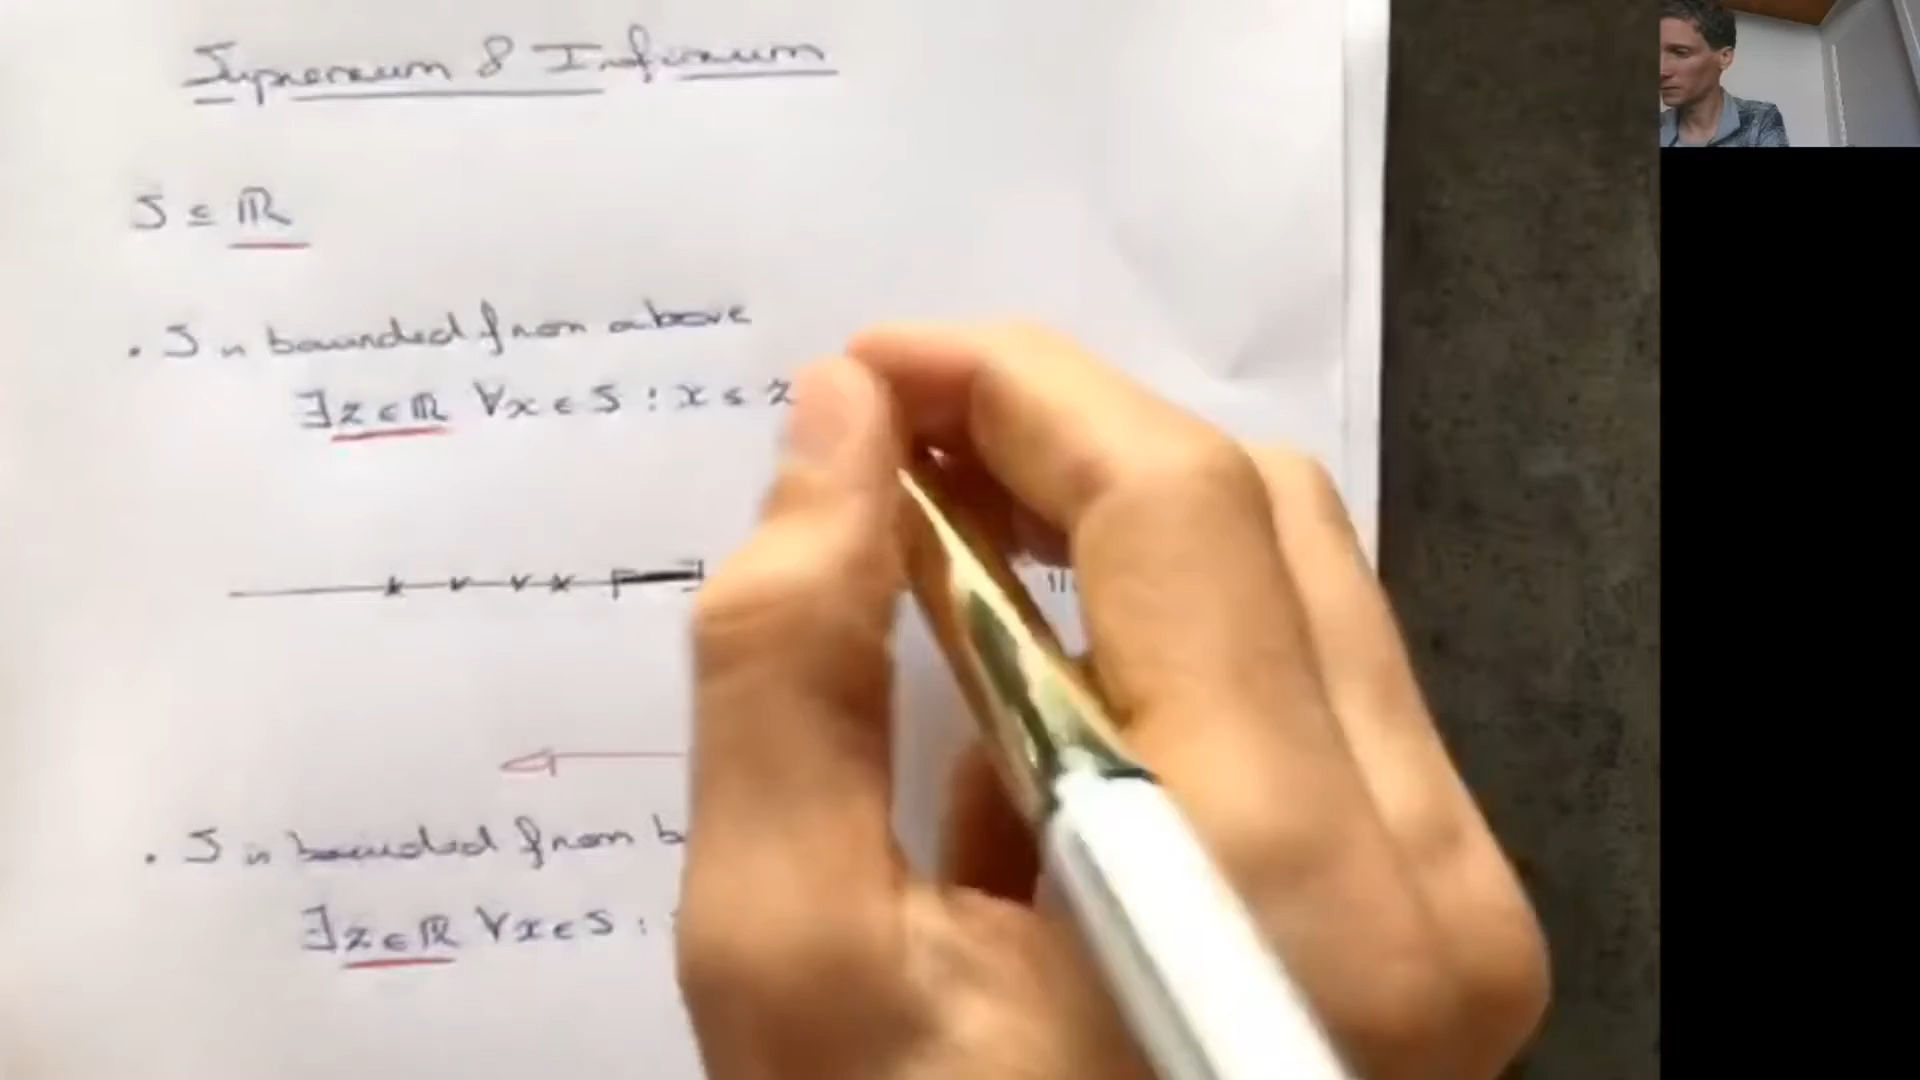 Supremum & Infimum
S ⊆ ℝ
• S is bounded from above
∃ z ∈ ℝ ∀x ∈ S : x ≤ z
• S is bounded from b
∃ z ∈ ℝ ∀x ∈ S :